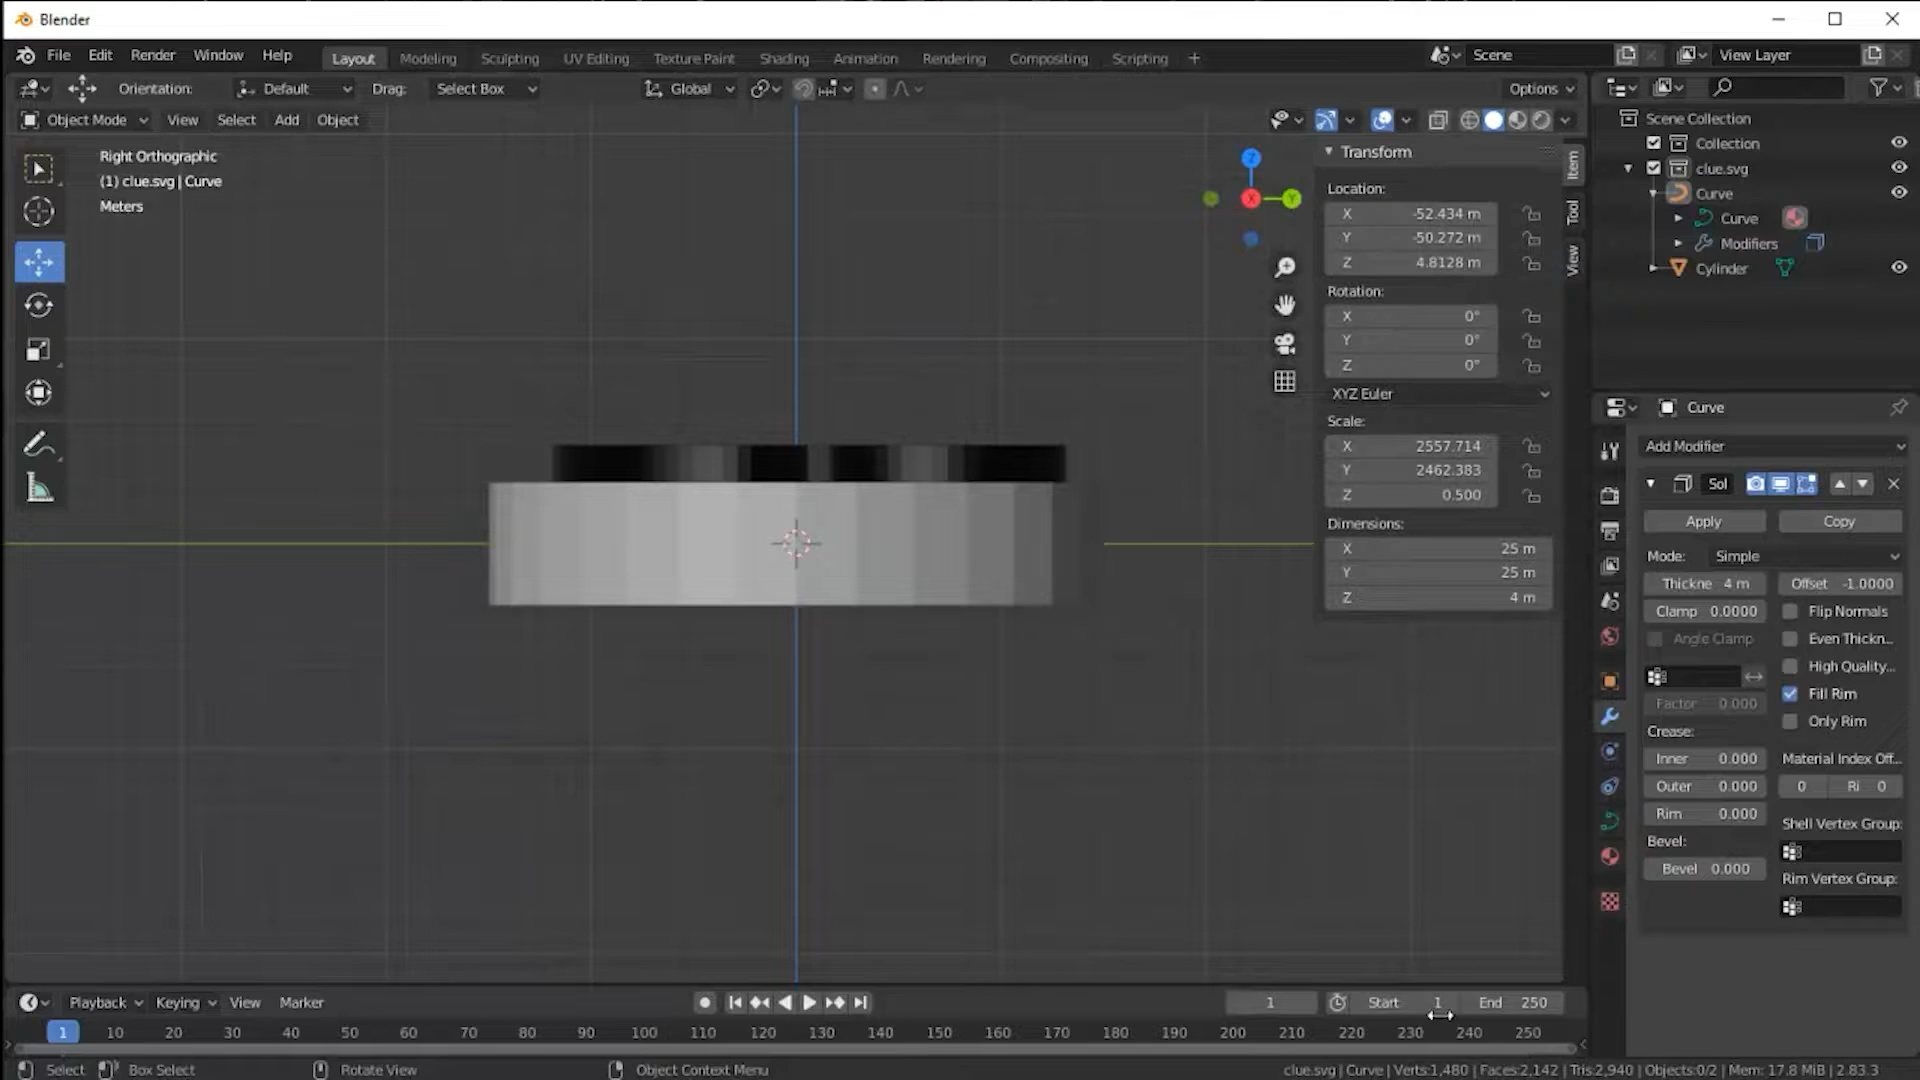 Blender
File Edit Render Window Help Layout Modeling Sculpting UV Editing Texture Paint Shading Animation Rendering Compositing Scripting + Scene View Layer
Orientation: Default Drag: Select Box Global Options
Object Mode View Select Add Object
Right Orthographic
(1) clue.svg | Curve
Meters
Z
X
Y
Transform
Location:
X -52.434 m
Y -50.272 m
Z 4.8128 m
Rotation:
X 0°
Y 0°
Z 0°
XYZ Euler
Scale:
X 2557.714
Y 2462.383
Z 0.500
Dimensions:
X 25 m
Y 25 m
Z 4 m
Item
Tool
View
Scene Collection
Collection
clue.svg
Curve
Curve
Modifiers
Cylinder
Curve
Add Modifier
Sol
Apply Copy
Mode: Simple
Thickne 4 m Offset -1.0000
Clamp 0.0000 Flip Normals
Angle Clamp Even Thickn...
High Quality...
Fill Rim
Factor 0.000
Only Rim
Crease:
Inner 0.000 Material Index Off...
Outer 0.000 0 Ri 0
Rim 0.000 Shell Vertex Group:
Bevel:
Bevel 0.000
Rim Vertex Group:
Playback Keying View Marker 1 Start 1 End 250
1 10 20 30 40 50 60 70 80 90 100 110 120 130 140 150 160 170 180 190 200 210 220 230 240 250
Select Box Select Rotate View Object Context Menu clue.svg | Curve | Verts:1,480 | Faces:2,142 | Tris:2,940 | Objects:0/2 | Mem: 17.8 MiB | 2.83.3